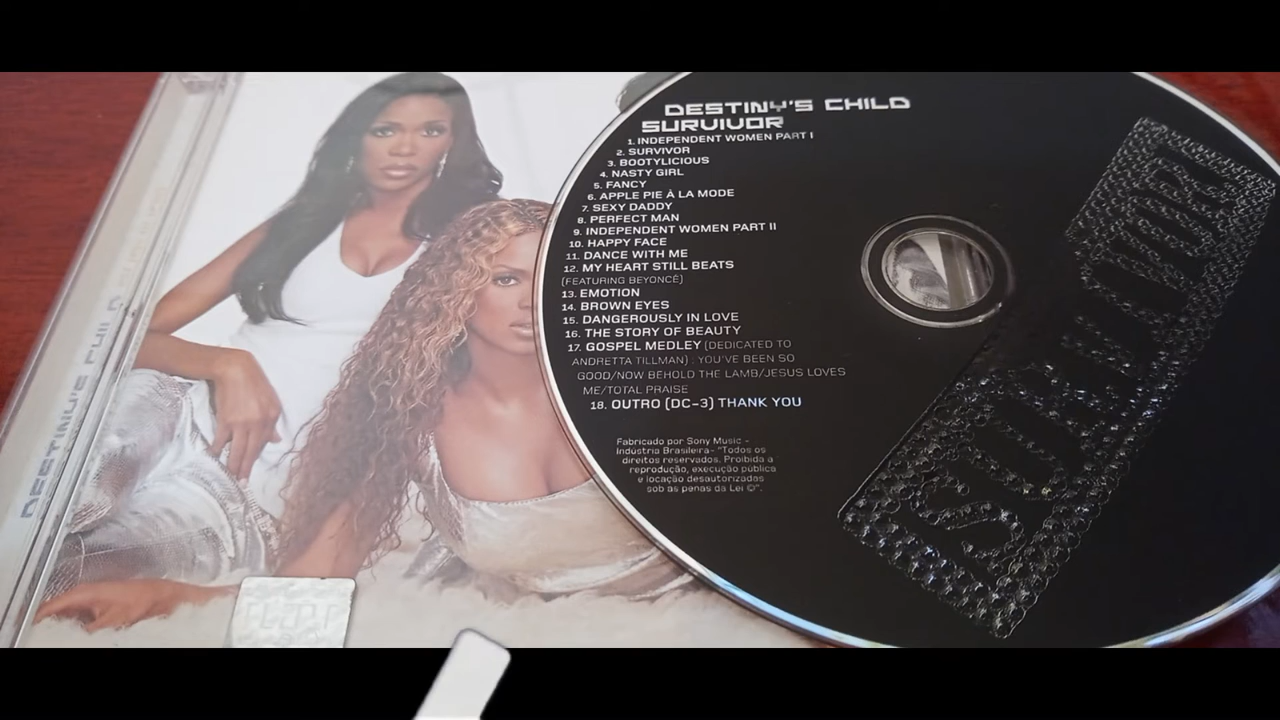 DESTINY'S CHILD
DESTINY'S CHILD
SURVIVOR
1. INDEPENDENT WOMEN PART I
2. SURVIVOR
3. BOOTYLICIOUS
4. NASTY GIRL
5. FANCY
6. APPLE PIE À LA MODE
7. SEXY DADDY
8. PERFECT MAN
9. INDEPENDENT WOMEN PART II
10. HAPPY FACE
11. DANCE WITH ME
12. MY HEART STILL BEATS
(FEATURING BEYONCÉ)
13. EMOTION
14. BROWN EYES
15. DANGEROUSLY IN LOVE
16. THE STORY OF BEAUTY
17. GOSPEL MEDLEY (DEDICATED TO
ANDRETTA TILLMAN) : YOU'VE BEEN SO
GOOD/NOW BEHOLD THE LAMB/JESUS LOVES
ME/TOTAL PRAISE
18. OUTRO (DC-3) THANK YOU
Fabricado por Sony Music -
Indústria Brasileira- "Todos os
direitos reservados. Proibida a
reprodução, execução pública
e locação desautorizadas
sob as penas da Lei ©".
SURVIVOR